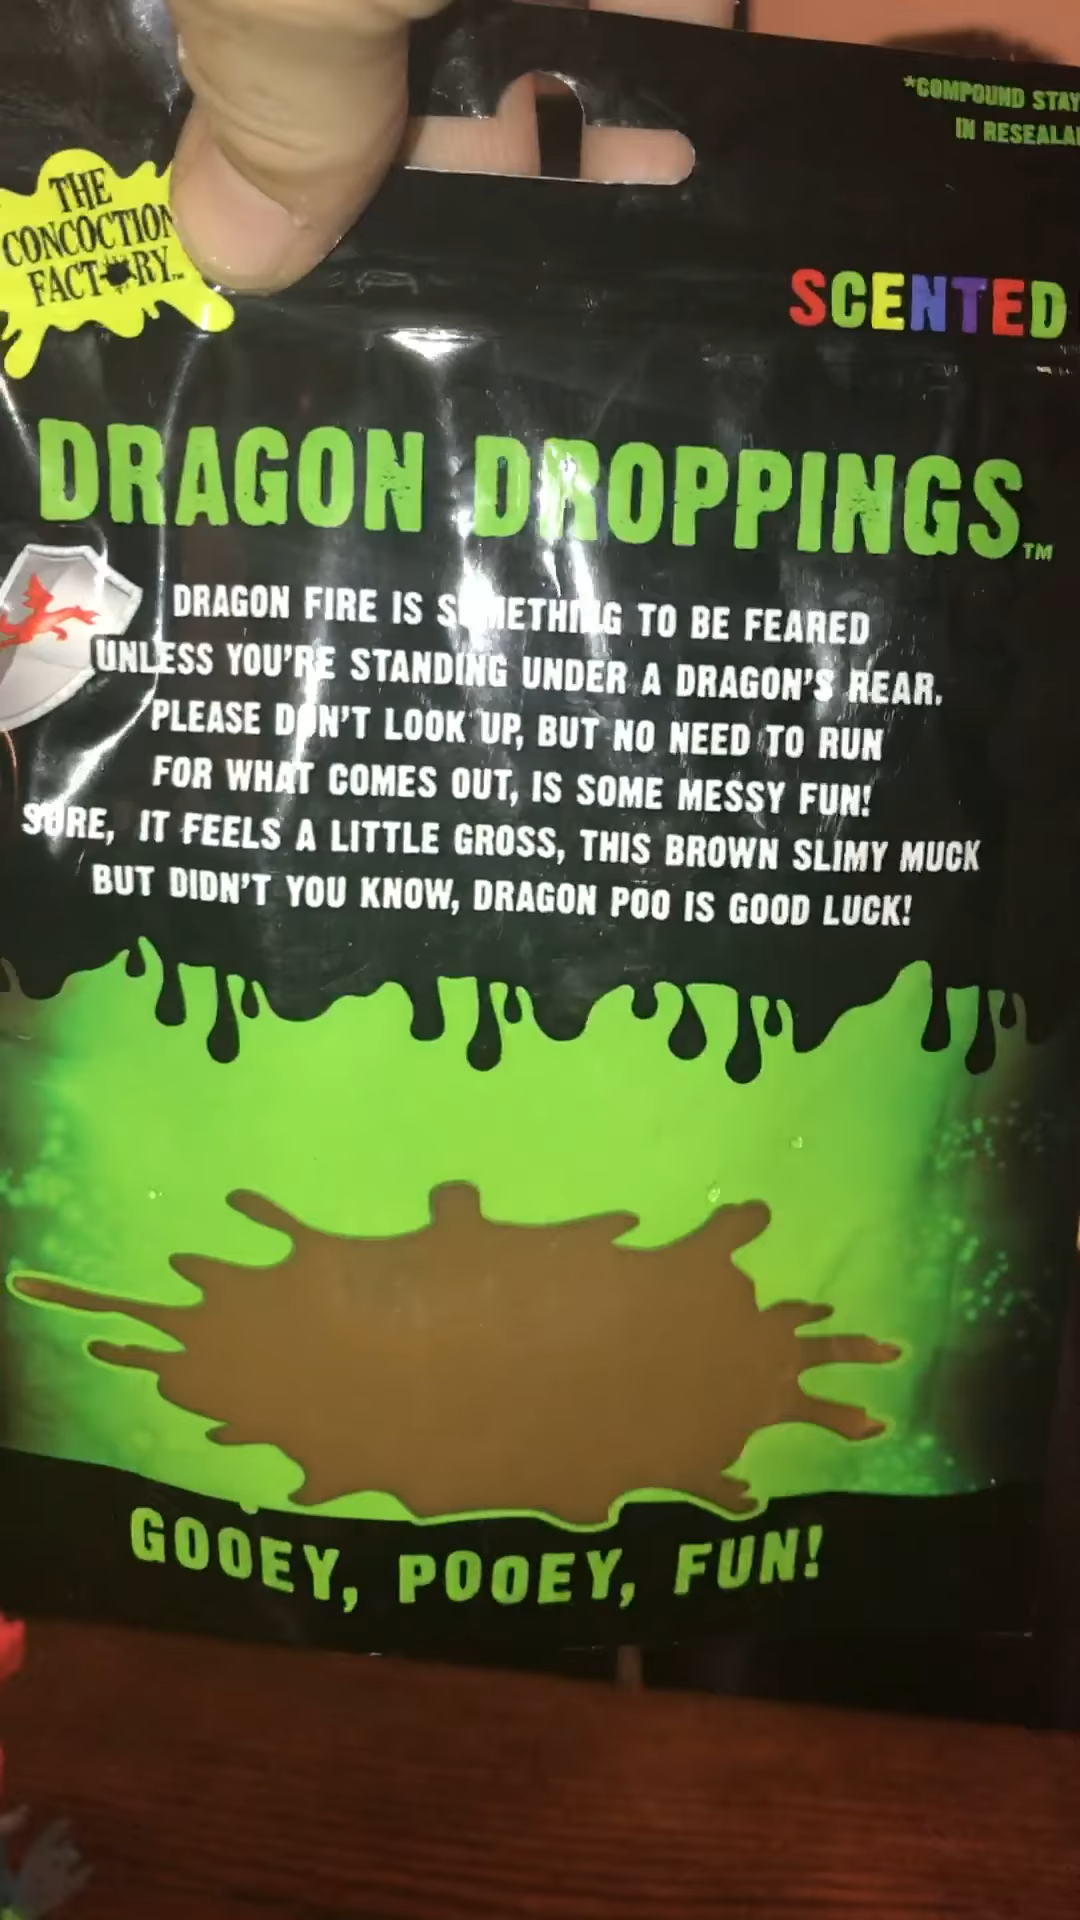 *COMPOUND STAY
IN RESEALA
THE
CONCOCTION
FACTORY™
SCENTED
DRAGON DROPPINGS™
DRAGON FIRE IS SOMETHING TO BE FEARED
UNLESS YOU'RE STANDING UNDER A DRAGON'S REAR.
PLEASE DON'T LOOK UP, BUT NO NEED TO RUN
FOR WHAT COMES OUT, IS SOME MESSY FUN!
SURE, IT FEELS A LITTLE GROSS, THIS BROWN SLIMY MUCK
BUT DIDN'T YOU KNOW, DRAGON POO IS GOOD LUCK!
GOOEY, POOEY, FUN!